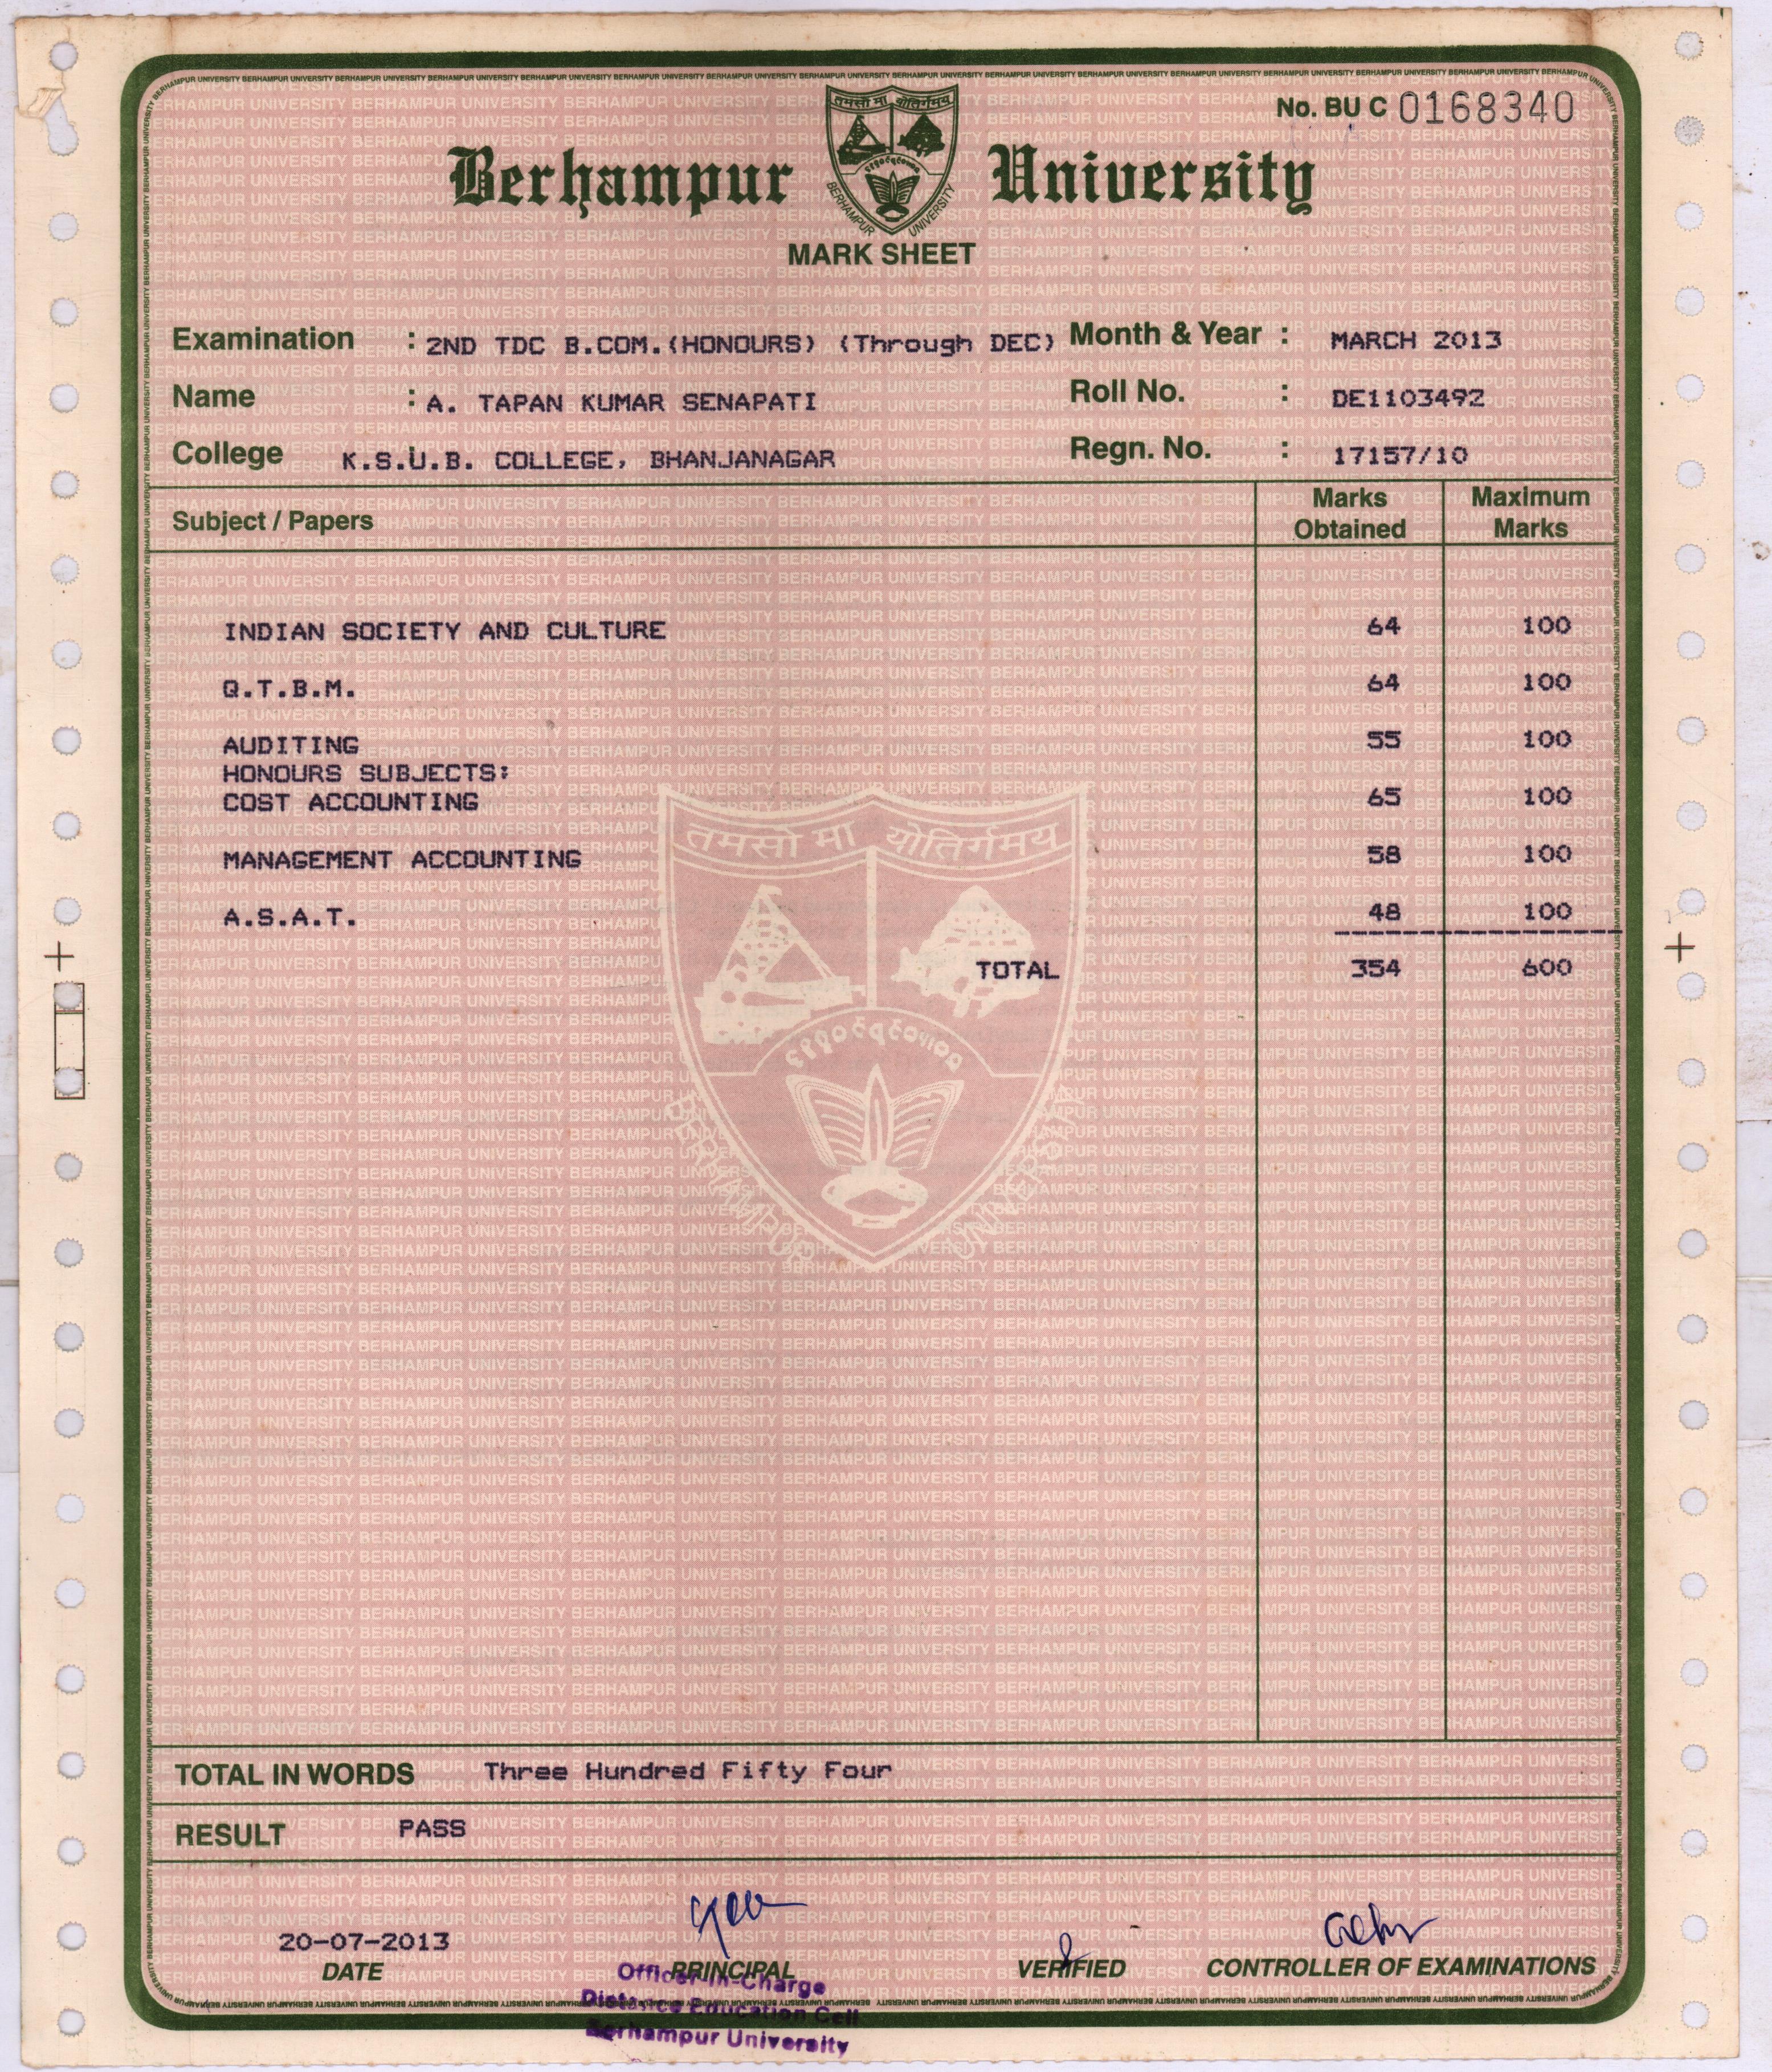 No. BU C 0168340
तमसो मा ज्योतिर्गमय
Berhampur University
BERHAMPUR UNIVERSITY
MARK SHEET
Examination : 2ND TDC B.COM.(HONOURS) (Through DEC) Month & Year : MARCH 2013
Name : A. TAPAN KUMAR SENAPATI Roll No. : DE1103492
College K.S.U.B. COLLEGE, BHANJANAGAR Regn. No. : 17157/10
Subject / Papers Marks Obtained Maximum Marks
INDIAN SOCIETY AND CULTURE 64 100
Q.T.B.M. 64 100
AUDITING 55 100
HONOURS SUBJECTS:
COST ACCOUNTING 65 100
MANAGEMENT ACCOUNTING 58 100
A.S.A.T. 48 100
TOTAL 354 600
TOTAL IN WORDS Three Hundred Fifty Four
RESULT PASS
20-07-2013
DATE PRINCIPAL VERIFIED CONTROLLER OF EXAMINATIONS
Officer-in-Charge
Distance Education Cell
Berhampur University